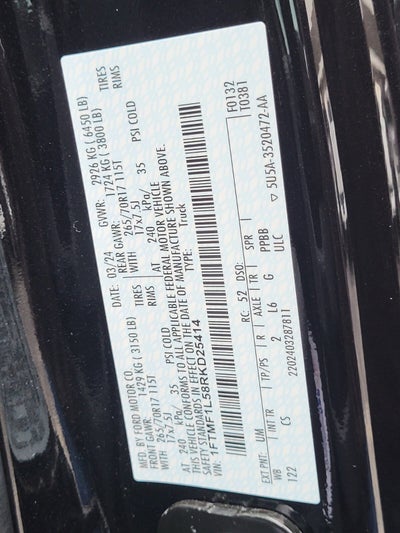 MFD. BY FORD MOTOR CO.
DATE: 03/24 GVWR: 2926 KG (6450 LB)
FRONT GAWR: 1429 KG (3150 LB) REAR GAWR: 1724 KG (3800 LB)
WITH 265/70R17 115T TIRES WITH 265/70R17 115T TIRES
17x7.5J RIMS 17x7.5J RIMS
AT 240 kPa/ 35 PSI COLD AT 240 kPa/ 35 PSI COLD
THIS VEHICLE CONFORMS TO ALL APPLICABLE FEDERAL MOTOR VEHICLE
SAFETY STANDARDS IN EFFECT ON THE DATE OF MANUFACTURE SHOWN ABOVE.
VIN: 1FTMF1L58RKD25414 Truck
F0132
T0381
EXT PNT: UM RC: 52 DSO:
WB INT TR TP/PS R AXLE TR SPR
122 CS 2 L6 G PPBB
2202403287811 ULC ▽ 5U5A-3520472-AA